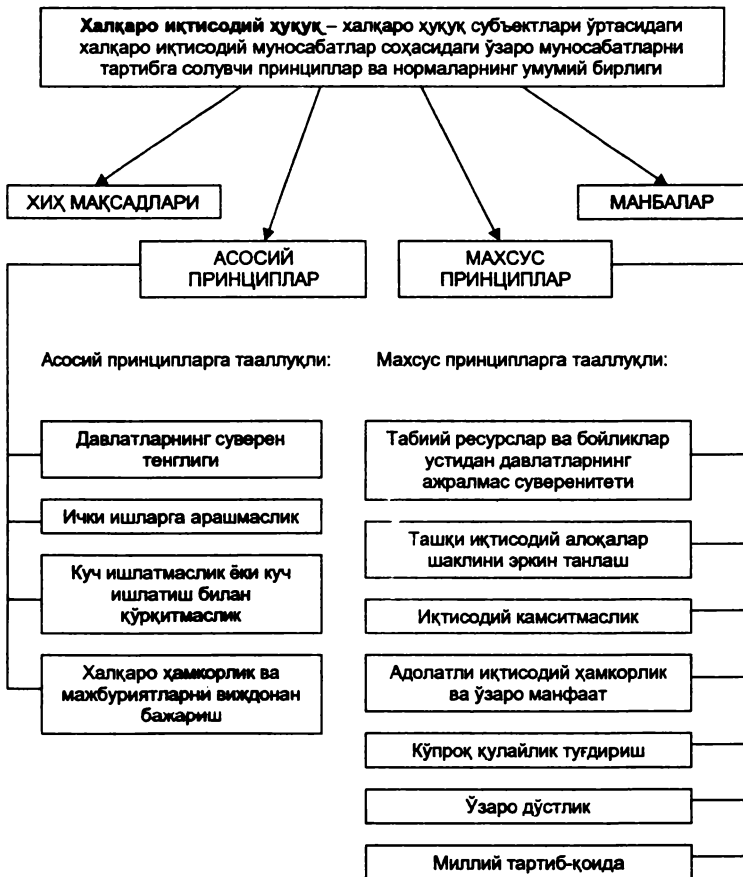 Халқаро иқтисодий ҳуқуқ – халқаро ҳуқуқ субъектлари ўртасидаги
халқаро иқтисодий муносабатлар соҳасидаги ўзаро муносабатларни
тартибга солувчи принциплар ва нормаларнинг умумий бирлиги
ХИҲ МАҚСАДЛАРИ
МАНБАЛАР
АСОСИЙ
ПРИНЦИПЛАР
МАХСУС
ПРИНЦИПЛАР
Асосий принципларга тааллуқли:
Давлатларнинг суверен
тенглиги
Ички ишларга арашмаслик
Куч ишлатмаслик ёки куч
ишлатиш билан
қўрқитмаслик
Халқаро ҳамкорлик ва
мажбуриятларни виждонан
бажариш
Махсус принципларга тааллуқли:
Табиий ресурслар ва бойликлар
устидан давлатларнинг
ажралмас суверенитети
Ташқи иқтисодий алоқалар
шаклини эркин танлаш
Иқтисодий камситмаслик
Адолатли иқтисодий ҳамкорлик
ва ўзаро манфаат
Кўпроқ қулайлик туғдириш
Ўзаро дўстлик
Миллий тартиб-қоида